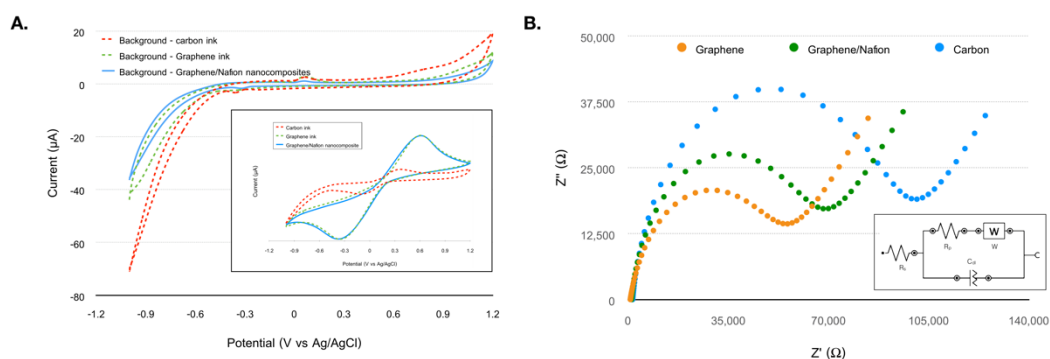 A.
20
0
-20
-40
-60
-80
Current (µA)
Background - carbon ink
Background - Graphene ink
Background - Graphene/Nafion nanocomposites
-1.2
-0.9
-0.6
-0.3
0
0.3
0.6
0.9
1.2
Potential (V vs Ag/AgCl)
Carbon ink
Graphene ink
Graphene/Nafion nanocomposite
Current (µA)
-1.2
-0.9
-0.6
-0.3
0
0.3
0.6
0.9
1.2
Potential (V vs Ag/AgCl)
B.
50,000
37,500
25,000
12,500
0
Z" (Ω)
Graphene
Graphene/Nafion
Carbon
0
35,000
70,000
105,000
140,000
Z' (Ω)
W
W